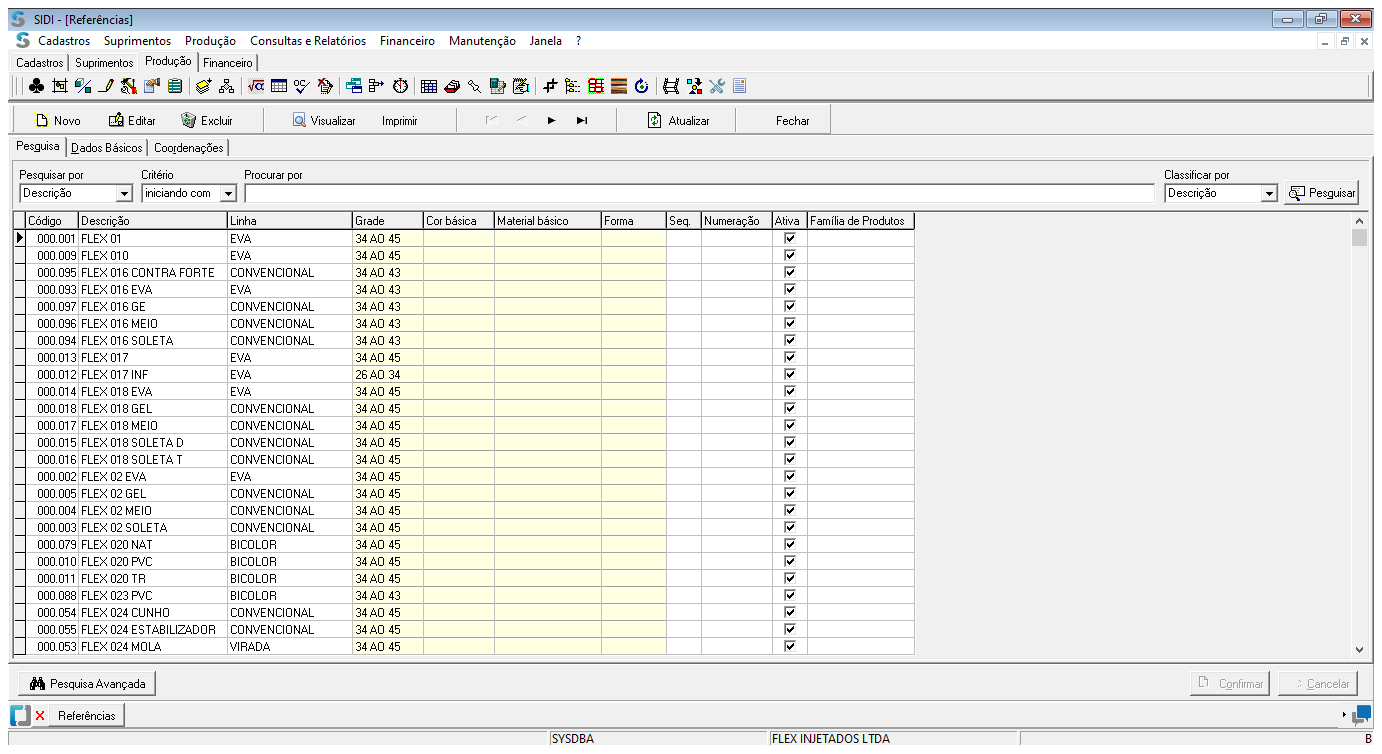 SIDI - [Referências]
Cadastros Suprimentos Produção Consultas e Relatórios Financeiro Manutenção Janela ?
Cadastros Suprimentos Produção Financeiro
Novo Editar Excluir Visualizar Imprimir Atualizar Fechar
Pesquisa Dados Básicos Coordenações
Pesquisar por Critério Procurar por Classificar por
Descrição iniciando com Descrição Pesquisar
Código Descrição Linha Grade Cor básica Material básico Forma Seq. Numeração Ativa Família de Produtos
000.001 FLEX 01 EVA 34 AO 45
000.009 FLEX 010 EVA 34 AO 45
000.095 FLEX 016 CONTRA FORTE CONVENCIONAL 34 AO 43
000.093 FLEX 016 EVA EVA 34 AO 43
000.097 FLEX 016 GE CONVENCIONAL 34 AO 43
000.096 FLEX 016 MEIO CONVENCIONAL 34 AO 43
000.094 FLEX 016 SOLETA CONVENCIONAL 34 AO 43
000.013 FLEX 017 EVA 34 AO 45
000.012 FLEX 017 INF EVA 26 AO 34
000.014 FLEX 018 EVA EVA 34 AO 45
000.018 FLEX 018 GEL CONVENCIONAL 34 AO 45
000.017 FLEX 018 MEIO CONVENCIONAL 34 AO 45
000.015 FLEX 018 SOLETA D CONVENCIONAL 34 AO 45
000.016 FLEX 018 SOLETA T CONVENCIONAL 34 AO 45
000.002 FLEX 02 EVA EVA 34 AO 45
000.005 FLEX 02 GEL CONVENCIONAL 34 AO 45
000.004 FLEX 02 MEIO CONVENCIONAL 34 AO 45
000.003 FLEX 02 SOLETA CONVENCIONAL 34 AO 45
000.079 FLEX 020 NAT BICOLOR 34 AO 45
000.010 FLEX 020 PVC BICOLOR 34 AO 45
000.011 FLEX 020 TR BICOLOR 34 AO 45
000.088 FLEX 023 PVC BICOLOR 34 AO 43
000.054 FLEX 024 CUNHO CONVENCIONAL 34 AO 45
000.055 FLEX 024 ESTABILIZADOR CONVENCIONAL 34 AO 45
000.053 FLEX 024 MOLA VIRADA 34 AO 45
Pesquisa Avançada Confirmar Cancelar
Referências
SYSDBA FLEX INJETADOS LTDA B